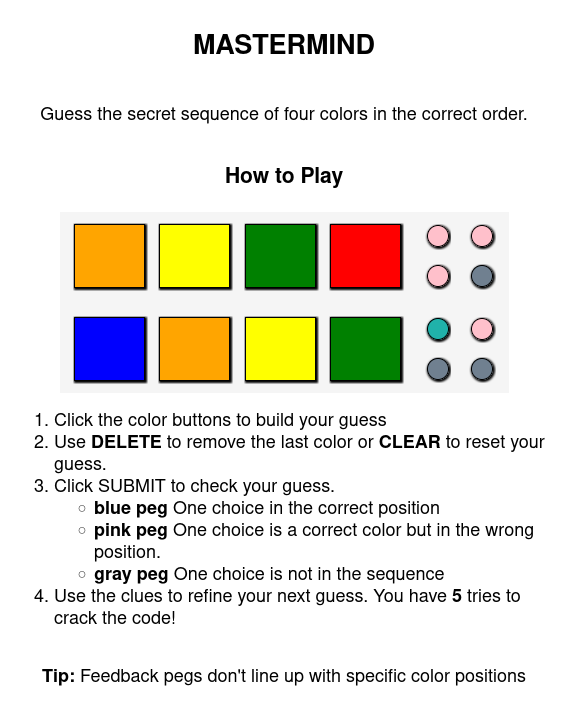 MASTERMIND
Guess the secret sequence of four colors in the correct order.
How to Play
1. Click the color buttons to build your guess
2. Use DELETE to remove the last color or CLEAR to reset your
guess.
3. Click SUBMIT to check your guess.
○ blue peg One choice in the correct position
○ pink peg One choice is a correct color but in the wrong
position.
○ gray peg One choice is not in the sequence
4. Use the clues to refine your next guess. You have 5 tries to
crack the code!
Tip: Feedback pegs don't line up with specific color positions